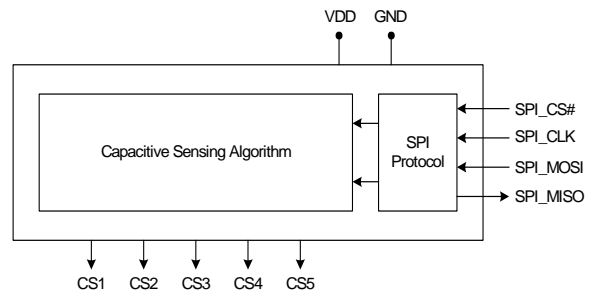 VDD GND
Capacitive Sensing Algorithm
SPI
Protocol
SPI_CS#
SPI_CLK
SPI_MOSI
SPI_MISO
CS1 CS2 CS3 CS4 CS5